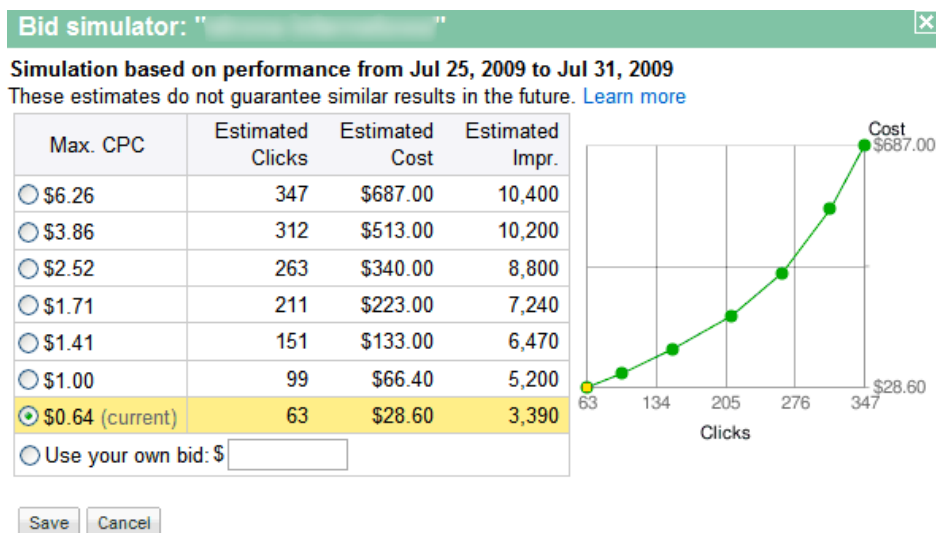 Bid simulator: " "
Simulation based on performance from Jul 25, 2009 to Jul 31, 2009
These estimates do not guarantee similar results in the future. Learn more
Max. CPC Estimated Clicks Estimated Cost Estimated Impr.
$6.26 347 $687.00 10,400
$3.86 312 $513.00 10,200
$2.52 263 $340.00 8,800
$1.71 211 $223.00 7,240
$1.41 151 $133.00 6,470
$1.00 99 $66.40 5,200
$0.64 (current) 63 $28.60 3,390
Use your own bid: $
Cost
$687.00
$28.60
63 134 205 276 347
Clicks
Save Cancel